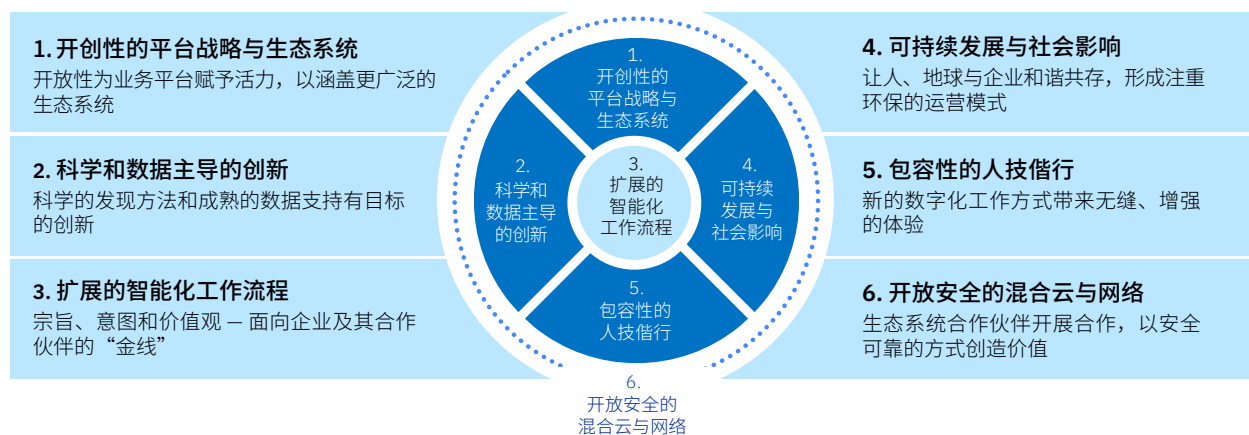 1. 开创性的平台战略与生态系统
开放性为业务平台赋予活力，以涵盖更广泛的
生态系统
2. 科学和数据主导的创新
科学的发现方法和成熟的数据支持有目标
的创新
3. 扩展的智能化工作流程
宗旨、意图和价值观 — 面向企业及其合作
伙伴的“金线”
1.
开创性的
平台战略与
生态系统
2.
科学和
数据主导
的创新
3.
扩展的
智能化
工作流程
4.
可持续
发展与
社会影响
5.
包容性的
人技偕行
6.
开放安全的
混合云与网络
4. 可持续发展与社会影响
让人、地球与企业和谐共存，形成注重
环保的运营模式
5. 包容性的人技偕行
新的数字化工作方式带来无缝、增强
的体验
6. 开放安全的混合云与网络
生态系统合作伙伴开展合作，以安全
可靠的方式创造价值